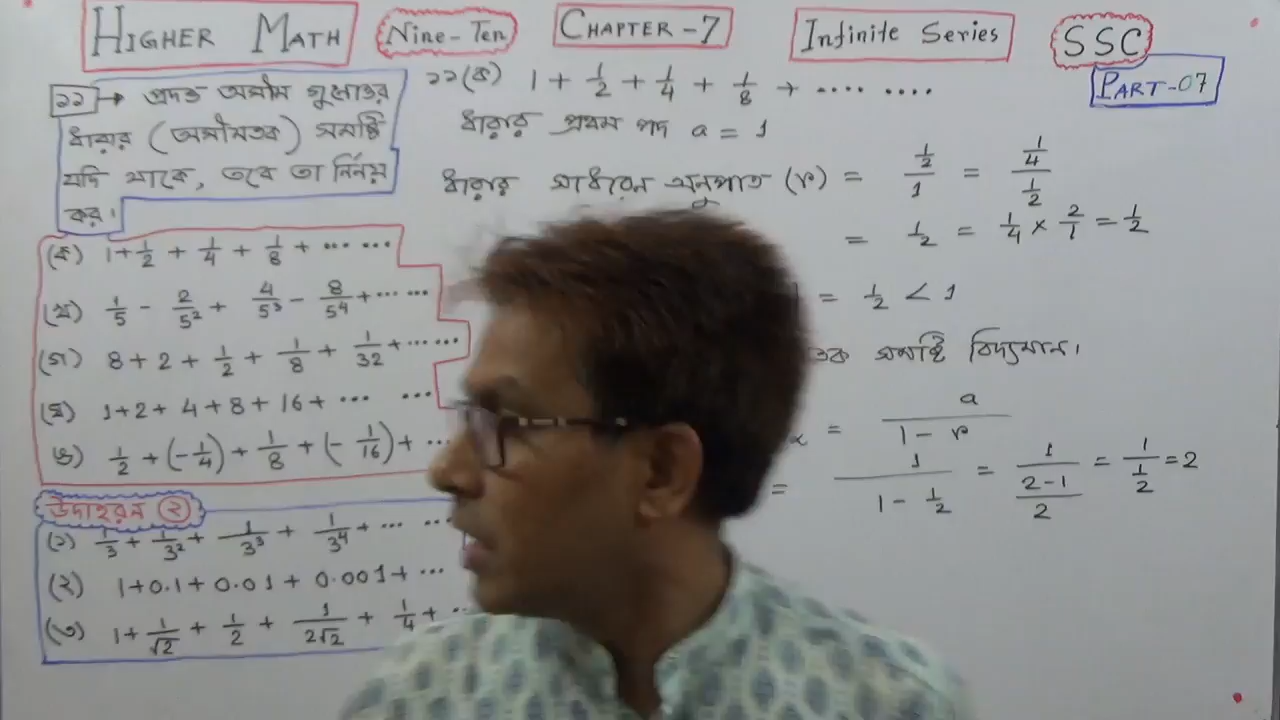 HIGHER MATH
Nine-Ten
CHAPTER-7
Infinite Series
SSC
PART-07
১১ → প্রদত্ত অসীম গুণোত্তর
ধারার (অসীমতক) সমষ্টি
যদি থাকে, তবে তা নির্নয়
কর।
(ক) 1 + 1/2 + 1/4 + 1/8 + ... ...
(খ) 1/5 - 2/5² + 4/5³ - 8/5⁴ + ... ...
(গ) 8 + 2 + 1/2 + 1/8 + 1/32 + ... ...
(ঘ) 1 + 2 + 4 + 8 + 16 + ... ...
(ঙ) 1/2 + (-1/4) + 1/8 + (-1/16) + ...
উদাহরন ২
(১) 1/3 + 1/3² + 1/3³ + 1/3⁴ + ... ...
(২) 1 + 0.1 + 0.01 + 0.001 + ...
(৩) 1 + 1/√2 + 1/2 + 1/2√2 + 1/4 + ...
১১(ক) 1 + 1/2 + 1/4 + 1/8 + .... ....
ধারার প্রথম পদ a = 1
ধারার সাধারন অনুপাত (r) = (1/2)/1 = (1/4)/(1/2)
= 1/2 = 1/4 × 2/1 = 1/2
| = 1/2 < 1
তক সমষ্টি বিদ্যমান।
= a/(1 - r)
= 1/(1 - 1/2) = 1/((2-1)/2) = 1/(1/2) = 2